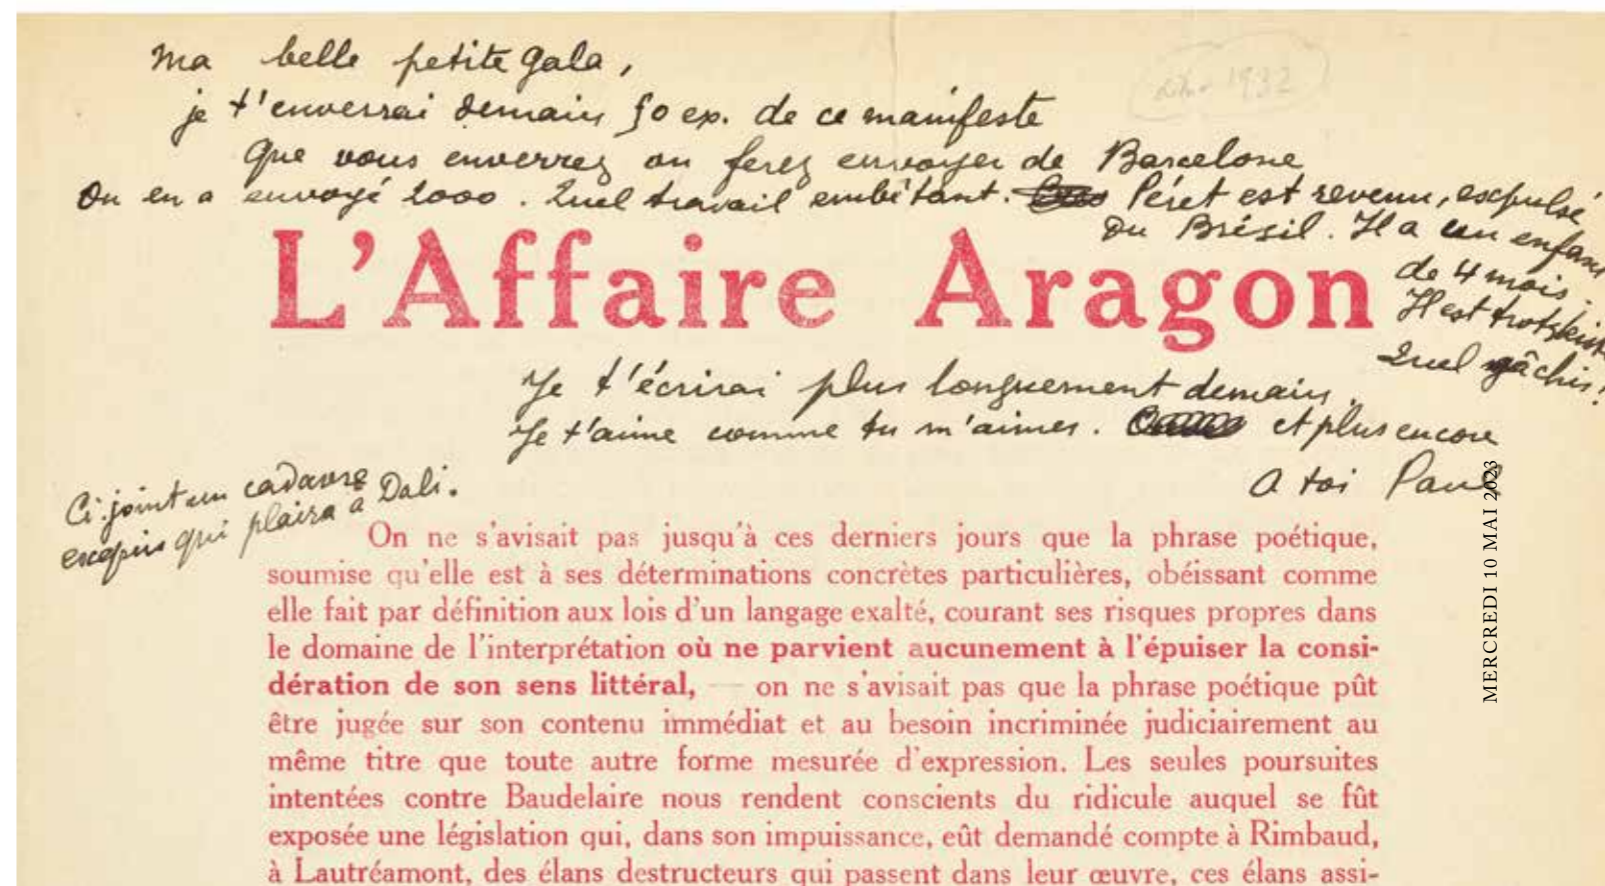 ma belle petite Gala,
1932
je t'enverrai demain 50 ex. de ce manifeste
que vous enverrez ou ferez envoyer de Barcelone
On en a envoyé 2000. Quel travail embêtant. Péret est revenu, expulsé
du Brésil. Il a un enfant
de 4 mois.
Il est trotzkiste
Quel gâchis!
L'Affaire Aragon
Je t'écrirai plus longuement demain.
Je t'aime comme tu m'aimes. et plus encore
A toi Paul
Ci-joint un cadavre
exquis qui plaira à Dali.
On ne s'avisait pas jusqu'à ces derniers jours que la phrase poétique,
soumise qu'elle est à ses déterminations concrètes particulières, obéissant comme
elle fait par définition aux lois d'un langage exalté, courant ses risques propres dans
le domaine de l'interprétation où ne parvient aucunement à l'épuiser la consi-
dération de son sens littéral, — on ne s'avisait pas que la phrase poétique pût
être jugée sur son contenu immédiat et au besoin incriminée judiciairement au
même titre que toute autre forme mesurée d'expression. Les seules poursuites
intentées contre Baudelaire nous rendent conscients du ridicule auquel se fût
exposée une législation qui, dans son impuissance, eût demandé compte à Rimbaud,
à Lautréamont, des élans destructeurs qui passent dans leur œuvre, ces élans assi-
MERCREDI 10 MAI 2023